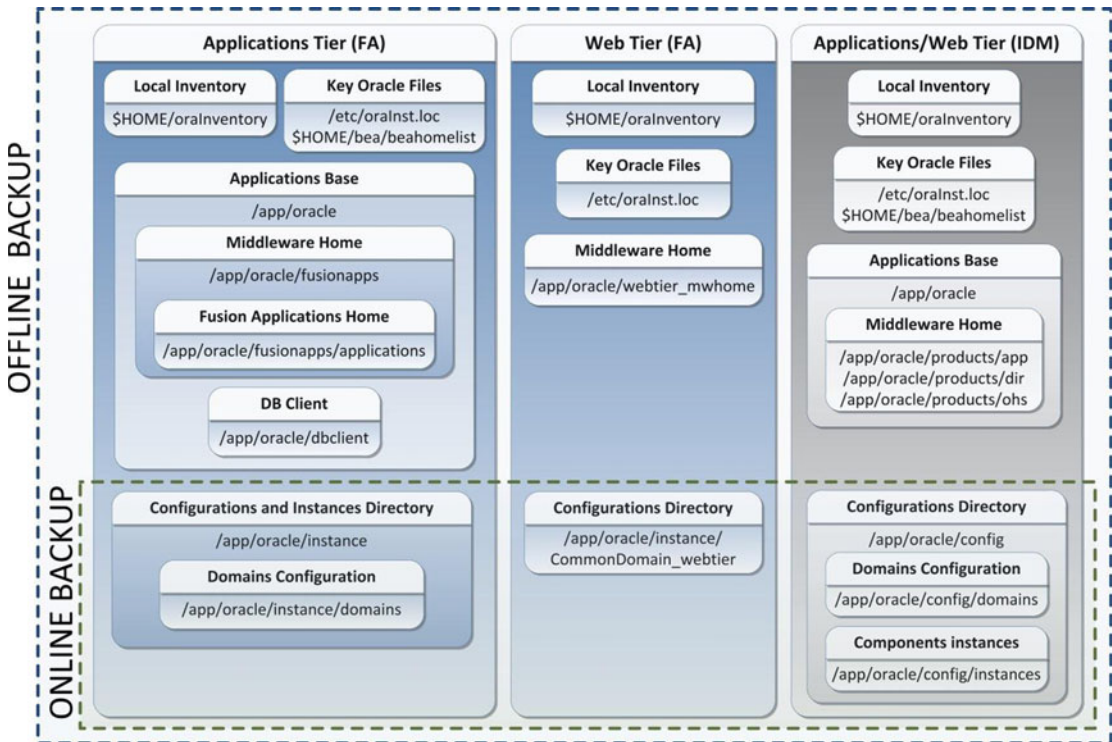 OFFLINE BACKUP
ONLINE BACKUP
Applications Tier (FA)
Local Inventory
$HOME/oraInventory
Key Oracle Files
/etc/oraInst.loc
$HOME/bea/beahomelist
Applications Base
/app/oracle
Middleware Home
/app/oracle/fusionapps
Fusion Applications Home
/app/oracle/fusionapps/applications
DB Client
/app/oracle/dbclient
Configurations and Instances Directory
/app/oracle/instance
Domains Configuration
/app/oracle/instance/domains
Web Tier (FA)
Local Inventory
$HOME/oraInventory
Key Oracle Files
/etc/oraInst.loc
Middleware Home
/app/oracle/webtier_mwhome
Configurations Directory
/app/oracle/instance/
CommonDomain_webtier
Applications/Web Tier (IDM)
Local Inventory
$HOME/oraInventory
Key Oracle Files
/etc/oraInst.loc
$HOME/bea/beahomelist
Applications Base
/app/oracle
Middleware Home
/app/oracle/products/app
/app/oracle/products/dir
/app/oracle/products/ohs
Configurations Directory
/app/oracle/config
Domains Configuration
/app/oracle/config/domains
Components instances
/app/oracle/config/instances